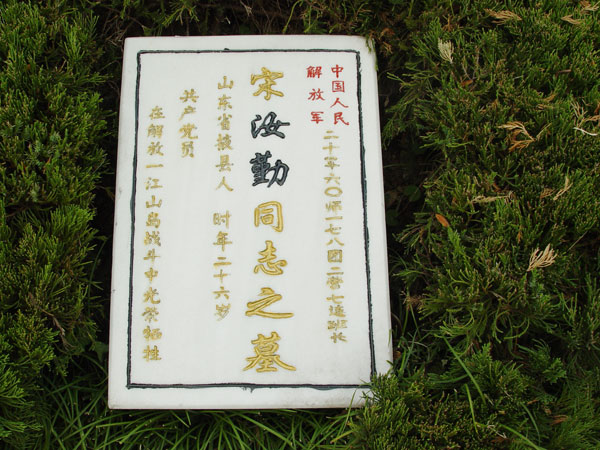 中国人民
解放军
二十军六〇师一七八团二营七连班长
宋汝勤同志之墓
山东省掖县人 时年二十六岁
共产党员
在解放一江山岛战斗中光荣牺牲